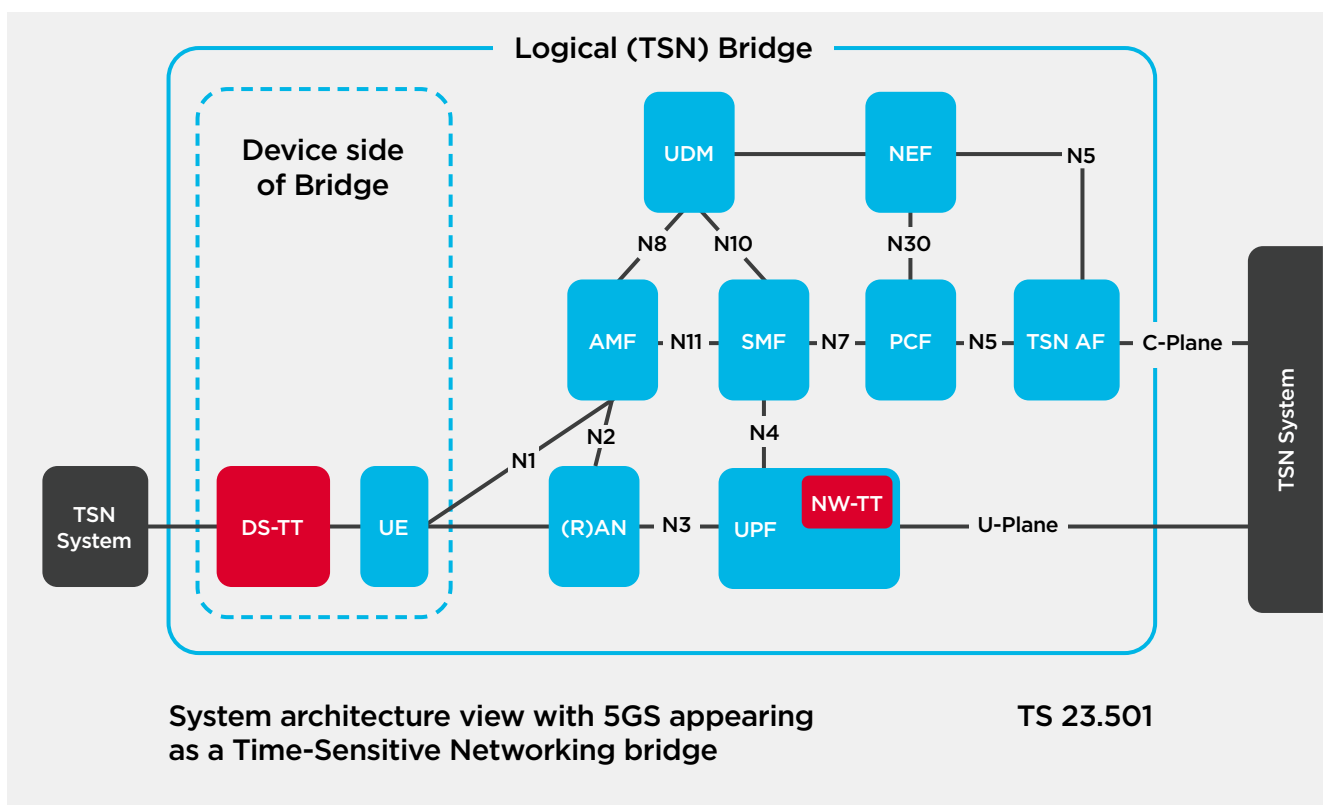 Logical (TSN) Bridge
Device side
of Bridge
UDM
NEF
N5
N8
N10
N30
AMF
N11
SMF
N7
PCF
N5
TSN AF
C-Plane
TSN System
N1
N2
N4
TSN
System
DS-TT
UE
(R)AN
N3
UPF
NW-TT
U-Plane
System architecture view with 5GS appearing
as a Time-Sensitive Networking bridge
TS 23.501